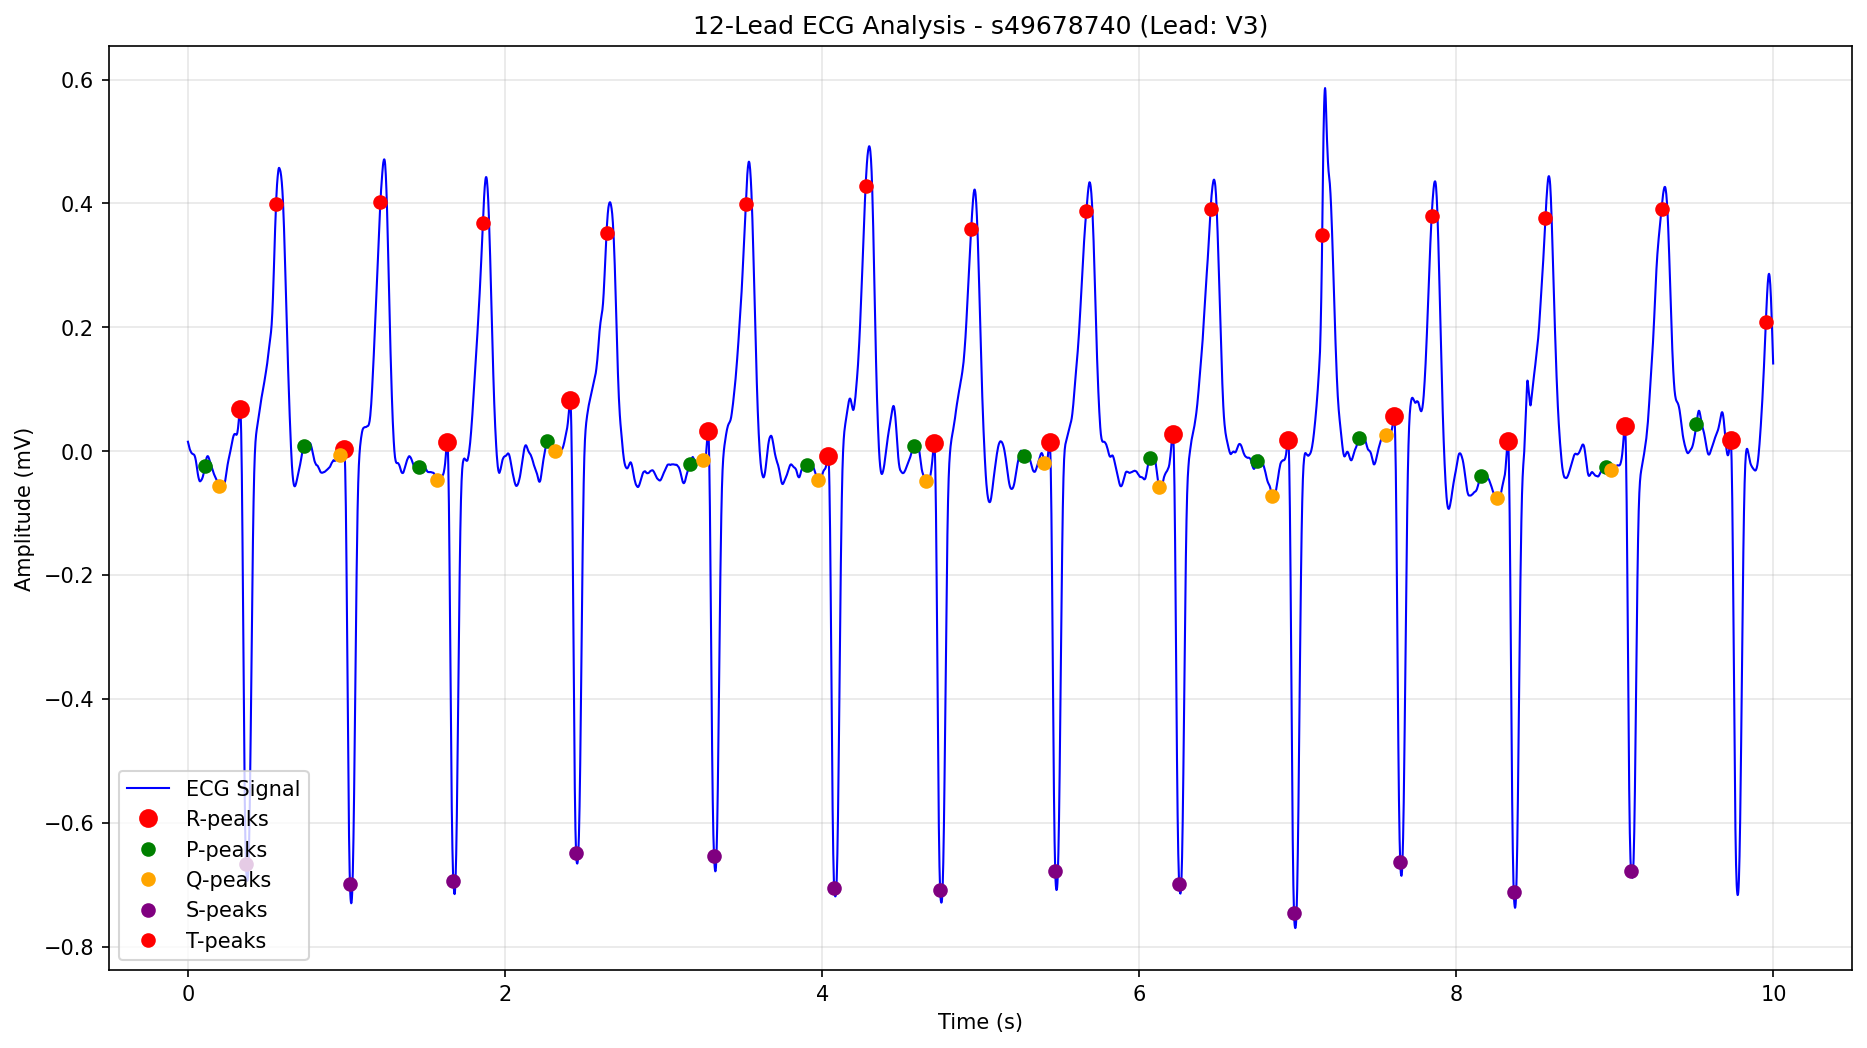 12-Lead ECG Analysis - s49678740 (Lead: V3)
0.6
0.4
0.2
0.0
−0.2
−0.4
−0.6
−0.8
Amplitude (mV)
ECG Signal
R-peaks
P-peaks
Q-peaks
S-peaks
T-peaks
0 2 4 6 8 10
Time (s)